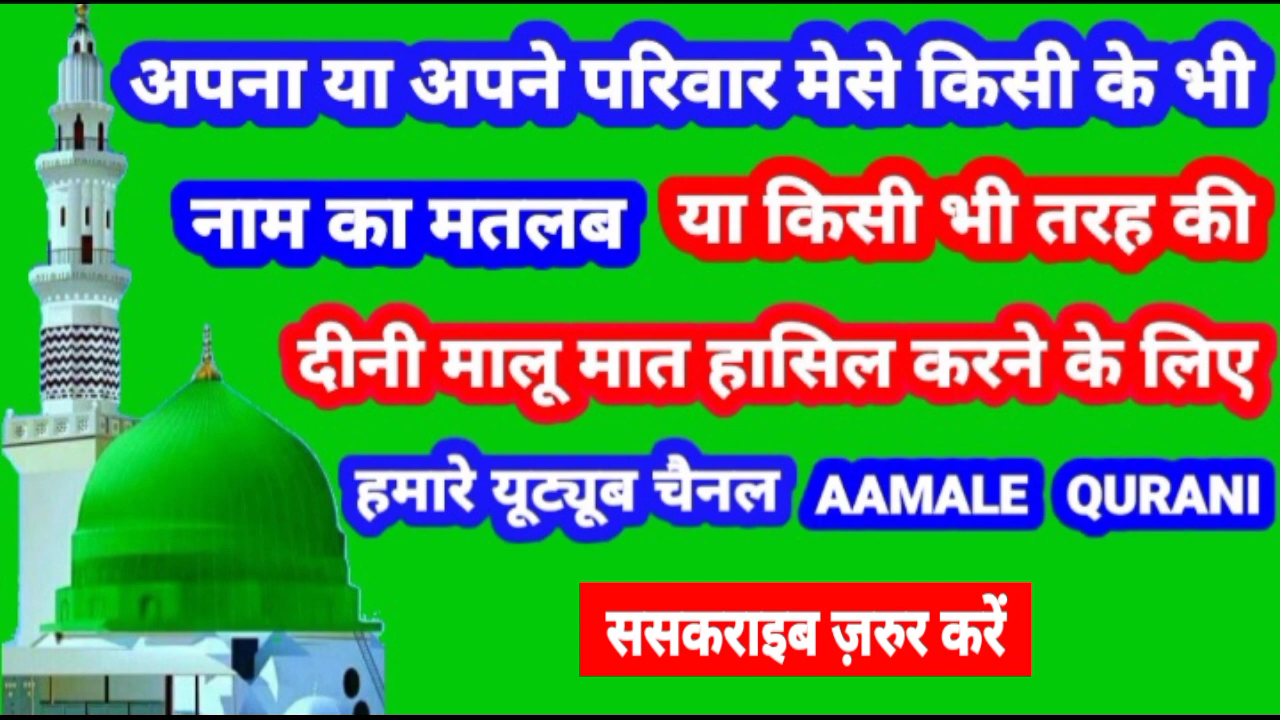 अपना या अपने परिवार मेसे किसी के भी
नाम का मतलब या किसी भी तरह की
दीनी मालू मात हासिल करने के लिए
हमारे यूट्यूब चैनल AAMALE QURANI
ससकराइब ज़रुर करें